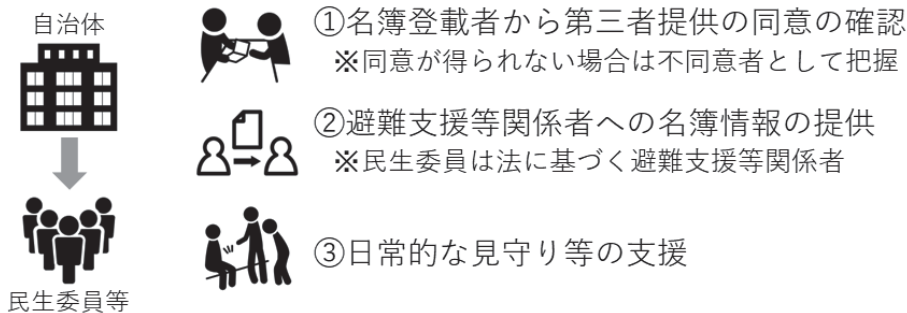 自治体
①名簿登載者から第三者提供の同意の確認
※同意が得られない場合は不同意者として把握
②避難支援等関係者への名簿情報の提供
※民生委員は法に基づく避難支援等関係者
③日常的な見守り等の支援
民生委員等